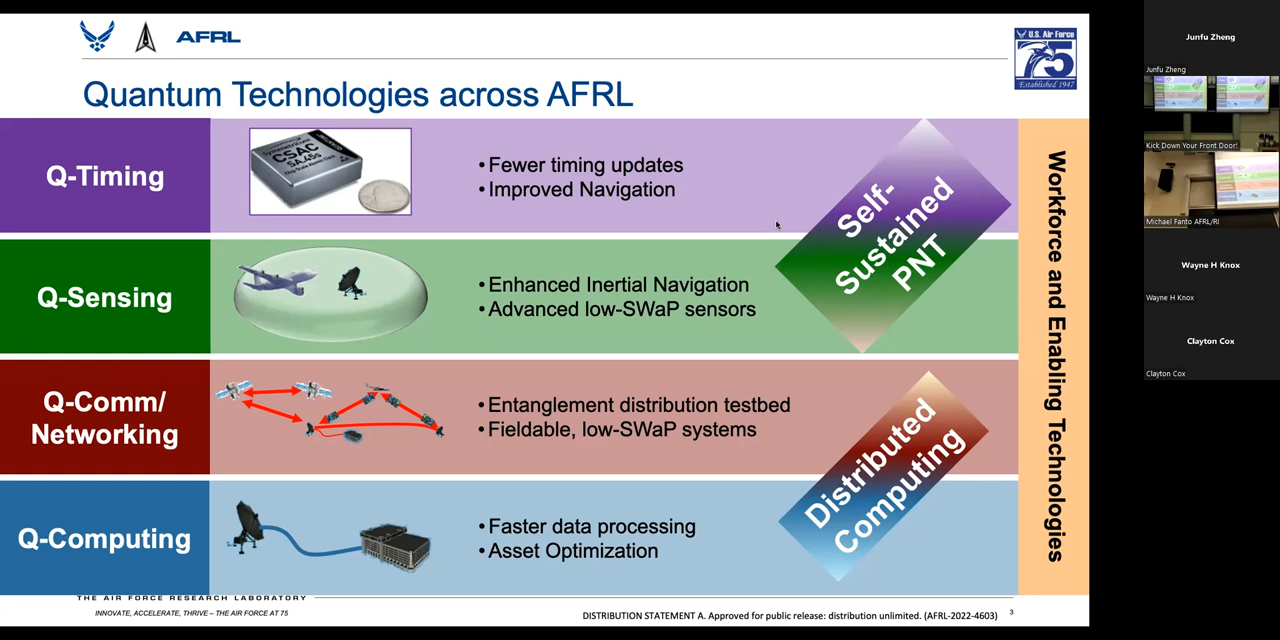 AFRL
U.S. Air Force
75
Established 1947
Quantum Technologies across AFRL
Q-Timing
Symmetricom
CSAC
SA.45s
Chip Scale Atomic Clock
• Fewer timing updates
• Improved Navigation
Q-Sensing
• Enhanced Inertial Navigation
• Advanced low-SWaP sensors
Self-
Sustained
PNT
Q-Comm/
Networking
• Entanglement distribution testbed
• Fieldable, low-SWaP systems
Q-Computing
• Faster data processing
• Asset Optimization
Distributed
Computing
Workforce and Enabling Technologies
THE AIR FORCE RESEARCH LABORATORY
INNOVATE, ACCELERATE, THRIVE – THE AIR FORCE AT 75
DISTRIBUTION STATEMENT A. Approved for public release: distribution unlimited. (AFRL-2022-4603)
3
Junfu Zheng
Junfu Zheng
Kick Down Your Front Door!
Michael Fanto AFRL/RI
Wayne H Knox
Wayne H Knox
Clayton Cox
Clayton Cox